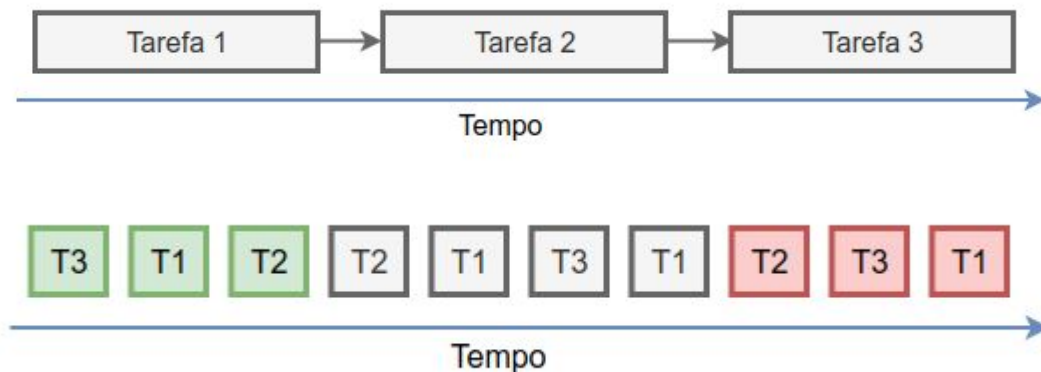 Tarefa 1 Tarefa 2 Tarefa 3
Tempo
T3 T1 T2 T2 T1 T3 T1 T2 T3 T1
Tempo